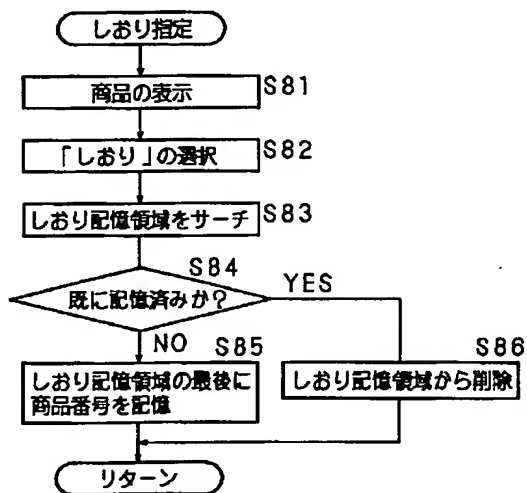 しおり指定
商品の表示
S81
「しおり」の選択
S82
しおり記憶領域をサーチ
S83
S84
既に記憶済みか?
YES
NO
S85
しおり記憶領域の最後に
商品番号を記憶
S86
しおり記憶領域から削除
リターン